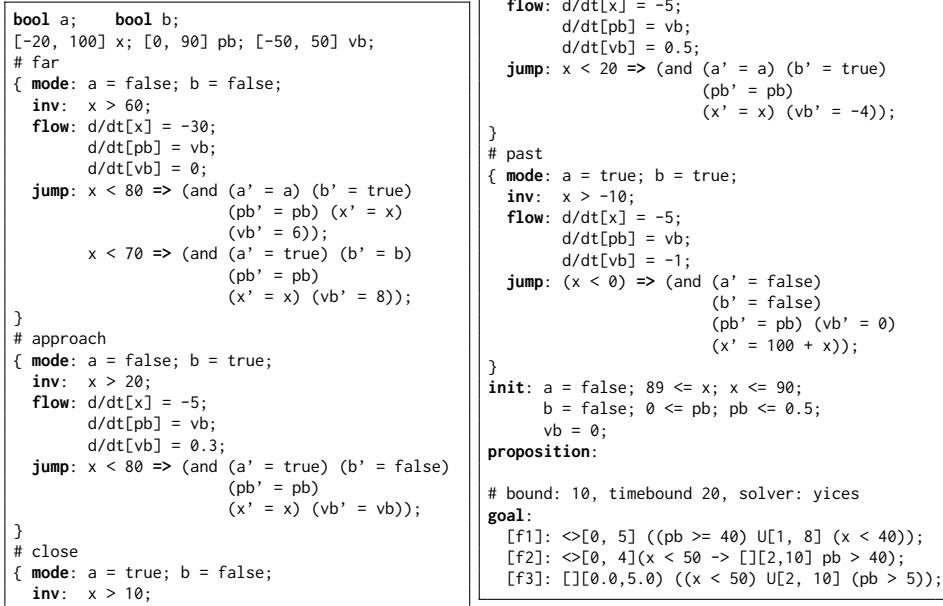 bool a;    bool b;
[-20, 100] x; [0, 90] pb; [-50, 50] vb;
# far
{ mode: a = false; b = false;
  inv:  x > 60;
  flow: d/dt[x] = -30;
        d/dt[pb] = vb;
        d/dt[vb] = 0;
  jump: x < 80 => (and (a' = a) (b' = true)
                       (pb' = pb) (x' = x)
                       (vb' = 6));
        x < 70 => (and (a' = true) (b' = b)
                       (pb' = pb)
                       (x' = x) (vb' = 8));
}
# approach
{ mode: a = false; b = true;
  inv:  x > 20;
  flow: d/dt[x] = -5;
        d/dt[pb] = vb;
        d/dt[vb] = 0.3;
  jump: x < 80 => (and (a' = true) (b' = false)
                       (pb' = pb)
                       (x' = x) (vb' = vb));
}
# close
{ mode: a = true; b = false;
  inv:  x > 10;
  flow: d/dt[x] = -5;
        d/dt[pb] = vb;
        d/dt[vb] = 0.5;
  jump: x < 20 => (and (a' = a) (b' = true)
                       (pb' = pb)
                       (x' = x) (vb' = -4));
}
# past
{ mode: a = true; b = true;
  inv:  x > -10;
  flow: d/dt[x] = -5;
        d/dt[pb] = vb;
        d/dt[vb] = -1;
  jump: (x < 0) => (and (a' = false)
                        (b' = false)
                        (pb' = pb) (vb' = 0)
                        (x' = 100 + x));
}
init: a = false; 89 <= x; x <= 90;
      b = false; 0 <= pb; pb <= 0.5;
      vb = 0;
proposition:
# bound: 10, timebound 20, solver: yices
goal:
  [f1]: <>[0, 5] ((pb >= 40) U[1, 8] (x < 40));
  [f2]: <>[0, 4](x < 50 -> [][2,10] pb > 40);
  [f3]: [][0.0,5.0) ((x < 50) U[2, 10] (pb > 5));